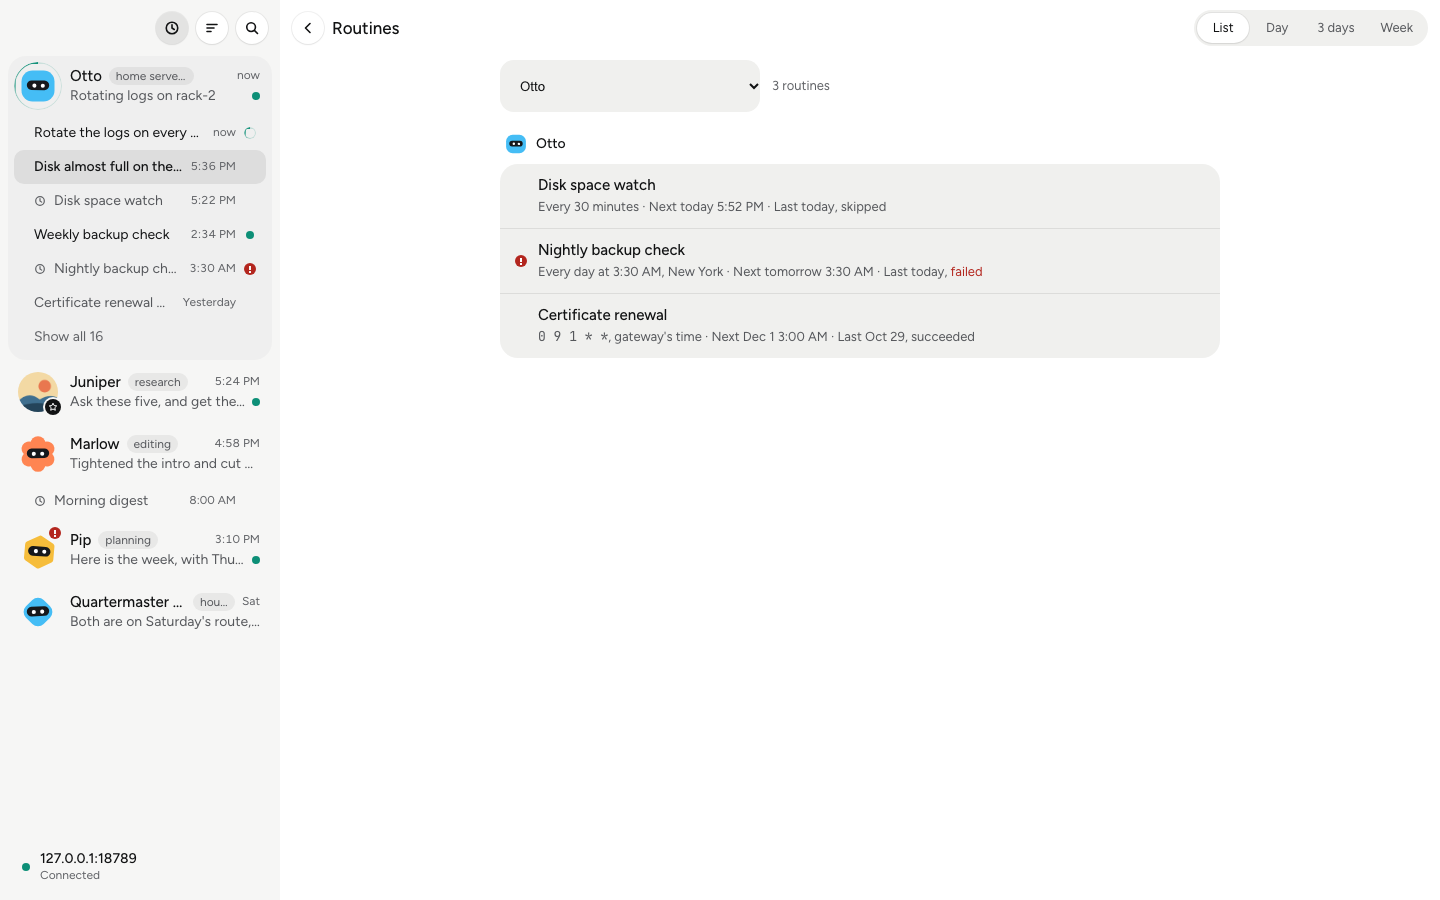 Otto home serve... now
Rotating logs on rack-2
Rotate the logs on every ... now
Disk almost full on the... 5:36 PM
Disk space watch 5:22 PM
Weekly backup check 2:34 PM
Nightly backup ch... 3:30 AM
Certificate renewal ... Yesterday
Show all 16
Juniper research 5:24 PM
Ask these five, and get the...
Marlow editing 4:58 PM
Tightened the intro and cut ...
Morning digest 8:00 AM
Pip planning 3:10 PM
Here is the week, with Thu...
Quartermaster ... hou... Sat
Both are on Saturday's route,...
127.0.0.1:18789
Connected
Routines
List Day 3 days Week
Otto 3 routines
Otto
Disk space watch
Every 30 minutes · Next today 5:52 PM · Last today, skipped
Nightly backup check
Every day at 3:30 AM, New York · Next tomorrow 3:30 AM · Last today, failed
Certificate renewal
0 9 1 * *, gateway's time · Next Dec 1 3:00 AM · Last Oct 29, succeeded